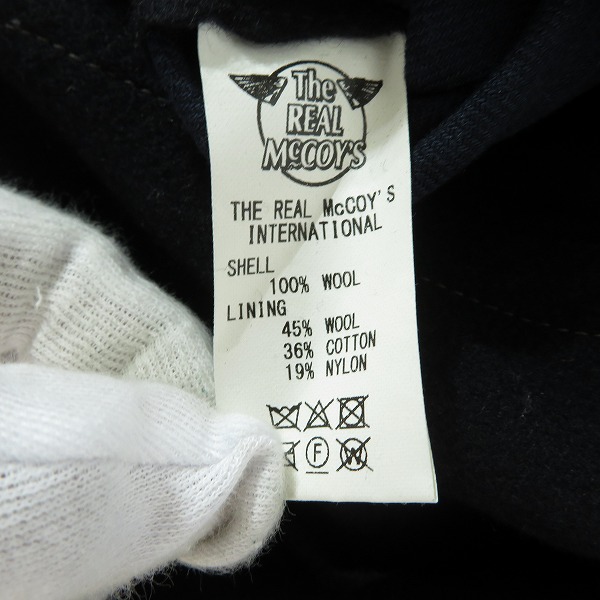 The
REAL
McCOY'S
THE REAL McCOY'S
INTERNATIONAL
SHELL
100% WOOL
LINING
45% WOOL
36% COTTON
19% NYLON
F W